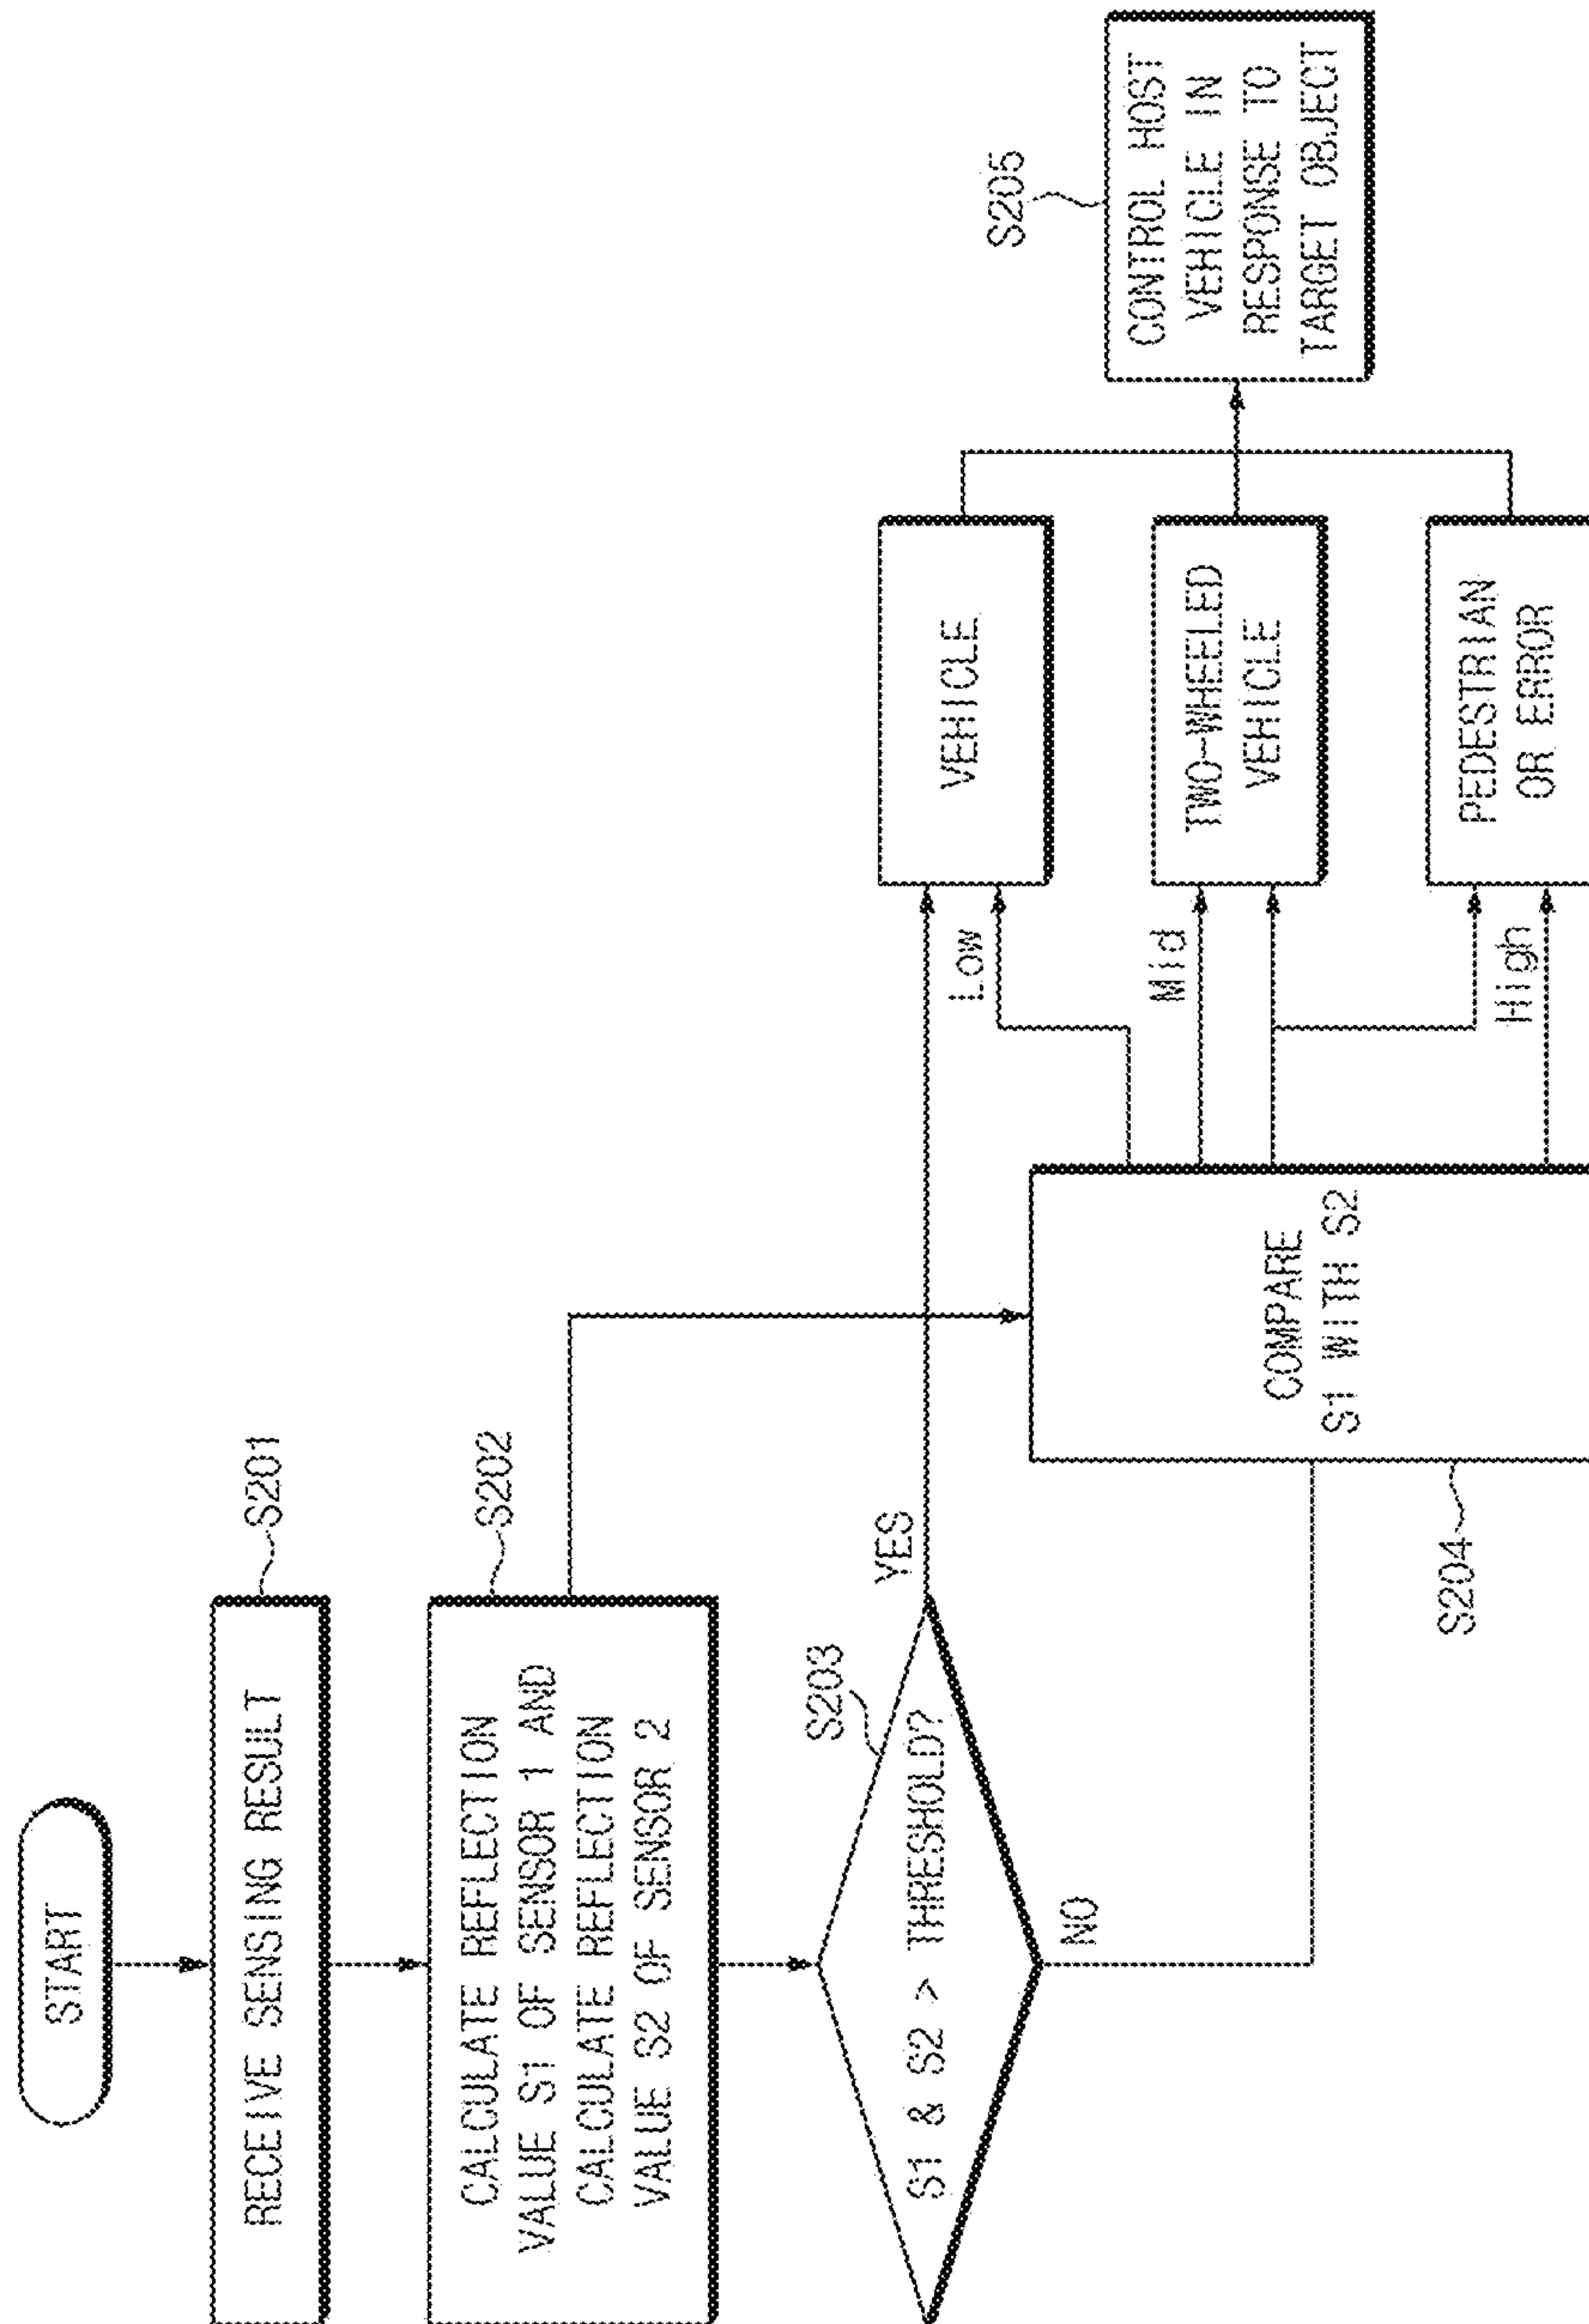 START
RECEIVE SENSING RESULT
S201
CALCULATE REFLECTION
VALUE S1 OF SENSOR 1 AND
CALCULATE REFLECTION
VALUE S2 OF SENSOR 2
S202
S1 & S2 > THRESHOLD?
S203
YES
NO
COMPARE
S1 WITH S2
S204
Low
Mid
High
VEHICLE
TWO-WHEELED
VEHICLE
PEDESTRIAN
OR ERROR
CONTROL HOST
VEHICLE IN
RESPONSE TO
TARGET OBJECT
S205